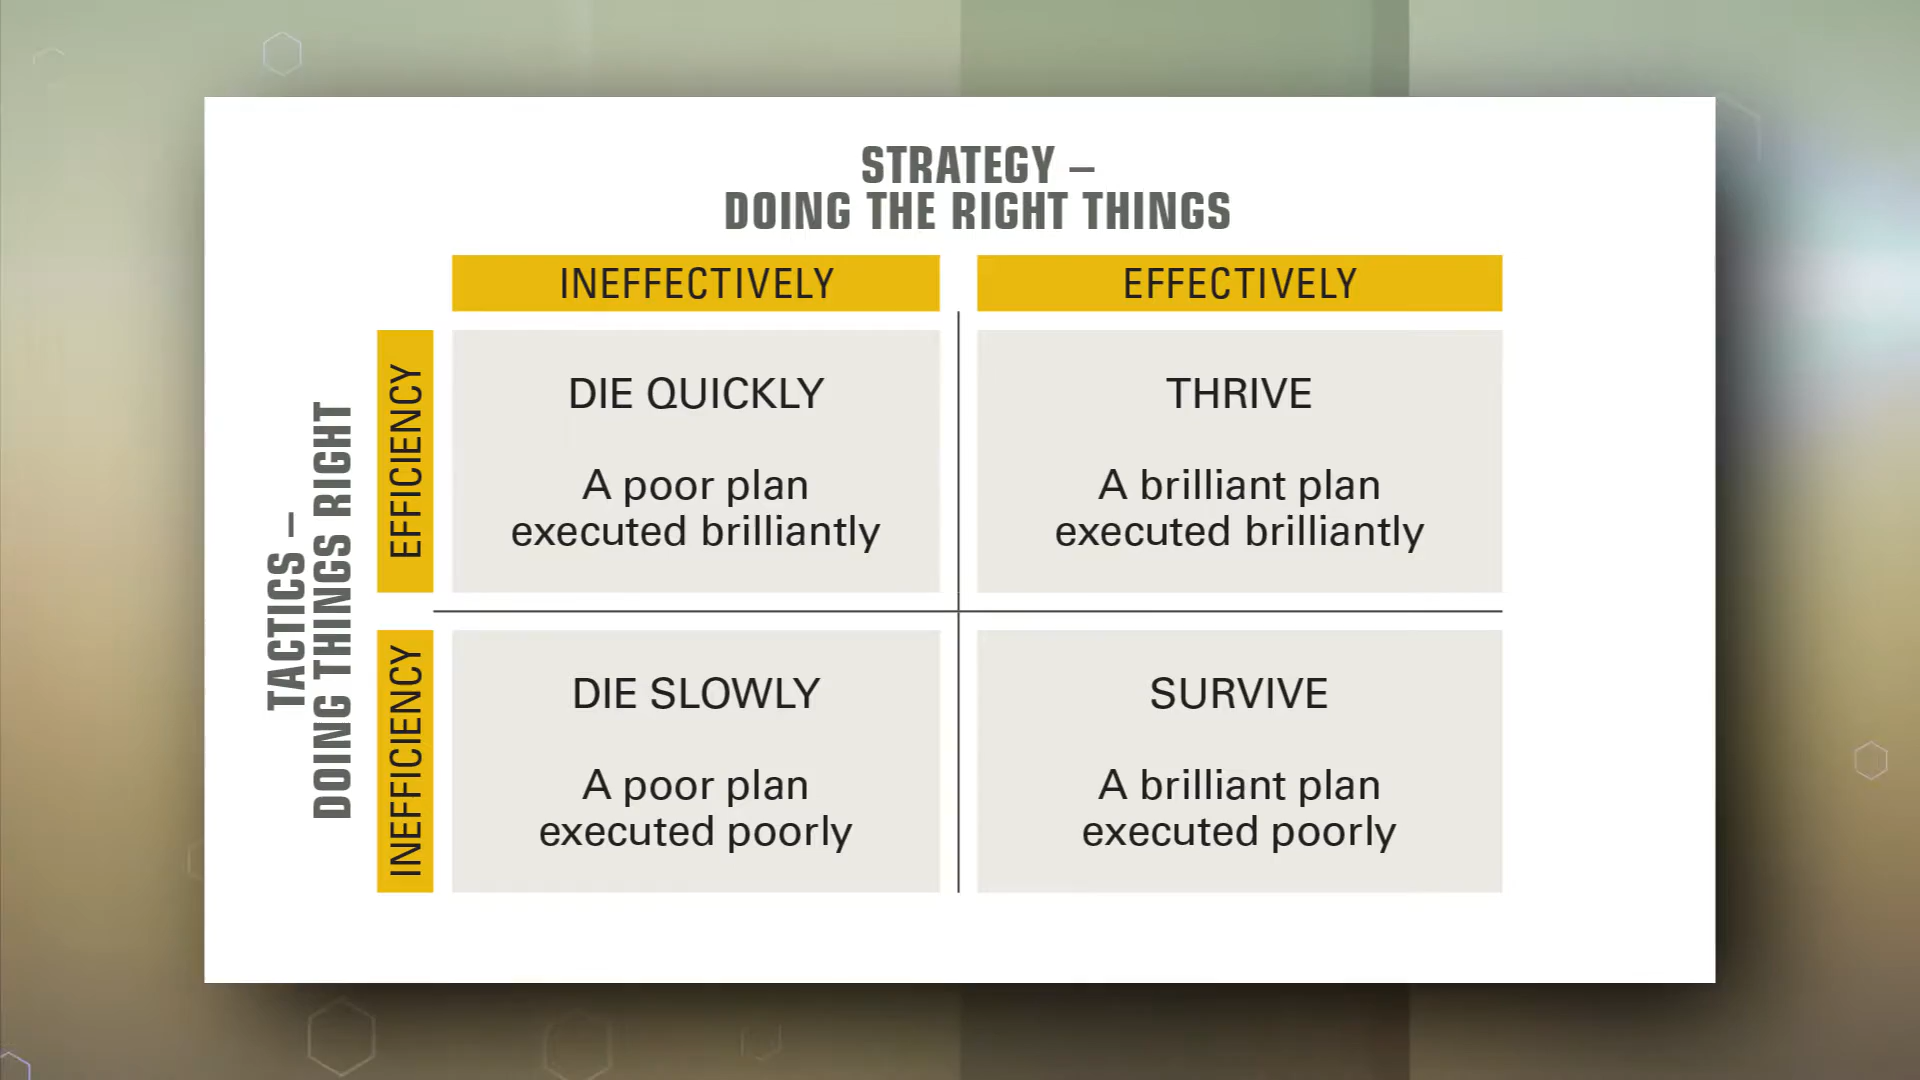 STRATEGY –
DOING THE RIGHT THINGS
INEFFECTIVELY
EFFECTIVELY
TACTICS –
DOING THINGS RIGHT
EFFICIENCY
DIE QUICKLY
A poor plan
executed brilliantly
THRIVE
A brilliant plan
executed brilliantly
INEFFICIENCY
DIE SLOWLY
A poor plan
executed poorly
SURVIVE
A brilliant plan
executed poorly